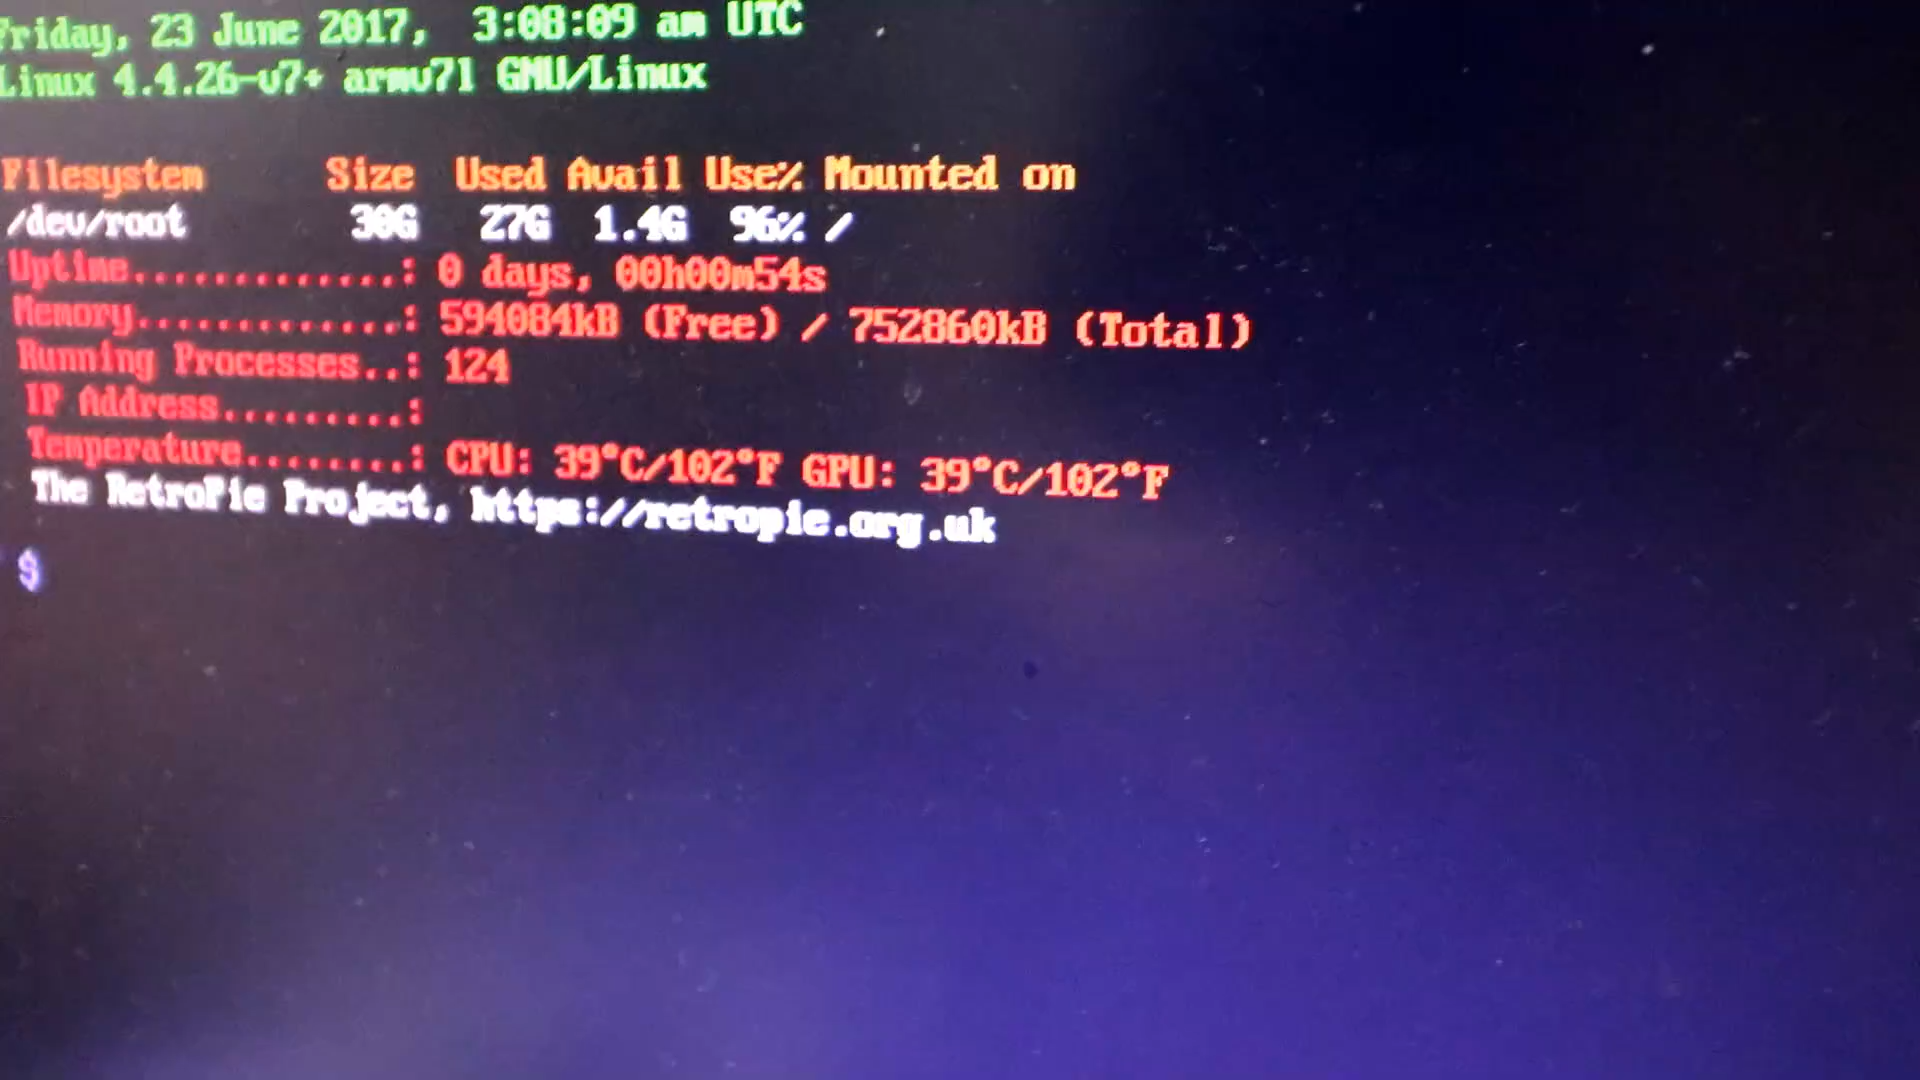 Friday, 23 June 2017, 3:08:09 am UTC
Linux 4.4.26-v7+ armv7l GNU/Linux
Filesystem Size Used Avail Use% Mounted on
/dev/root 30G 27G 1.4G 96% /
Uptime.............: 0 days, 00h00m54s
Memory.............: 594084kB (Free) / 752860kB (Total)
Running Processes..: 124
IP Address.........:
Temperature........: CPU: 39°C/102°F GPU: 39°C/102°F
The RetroPie Project, https://retropie.org.uk
$